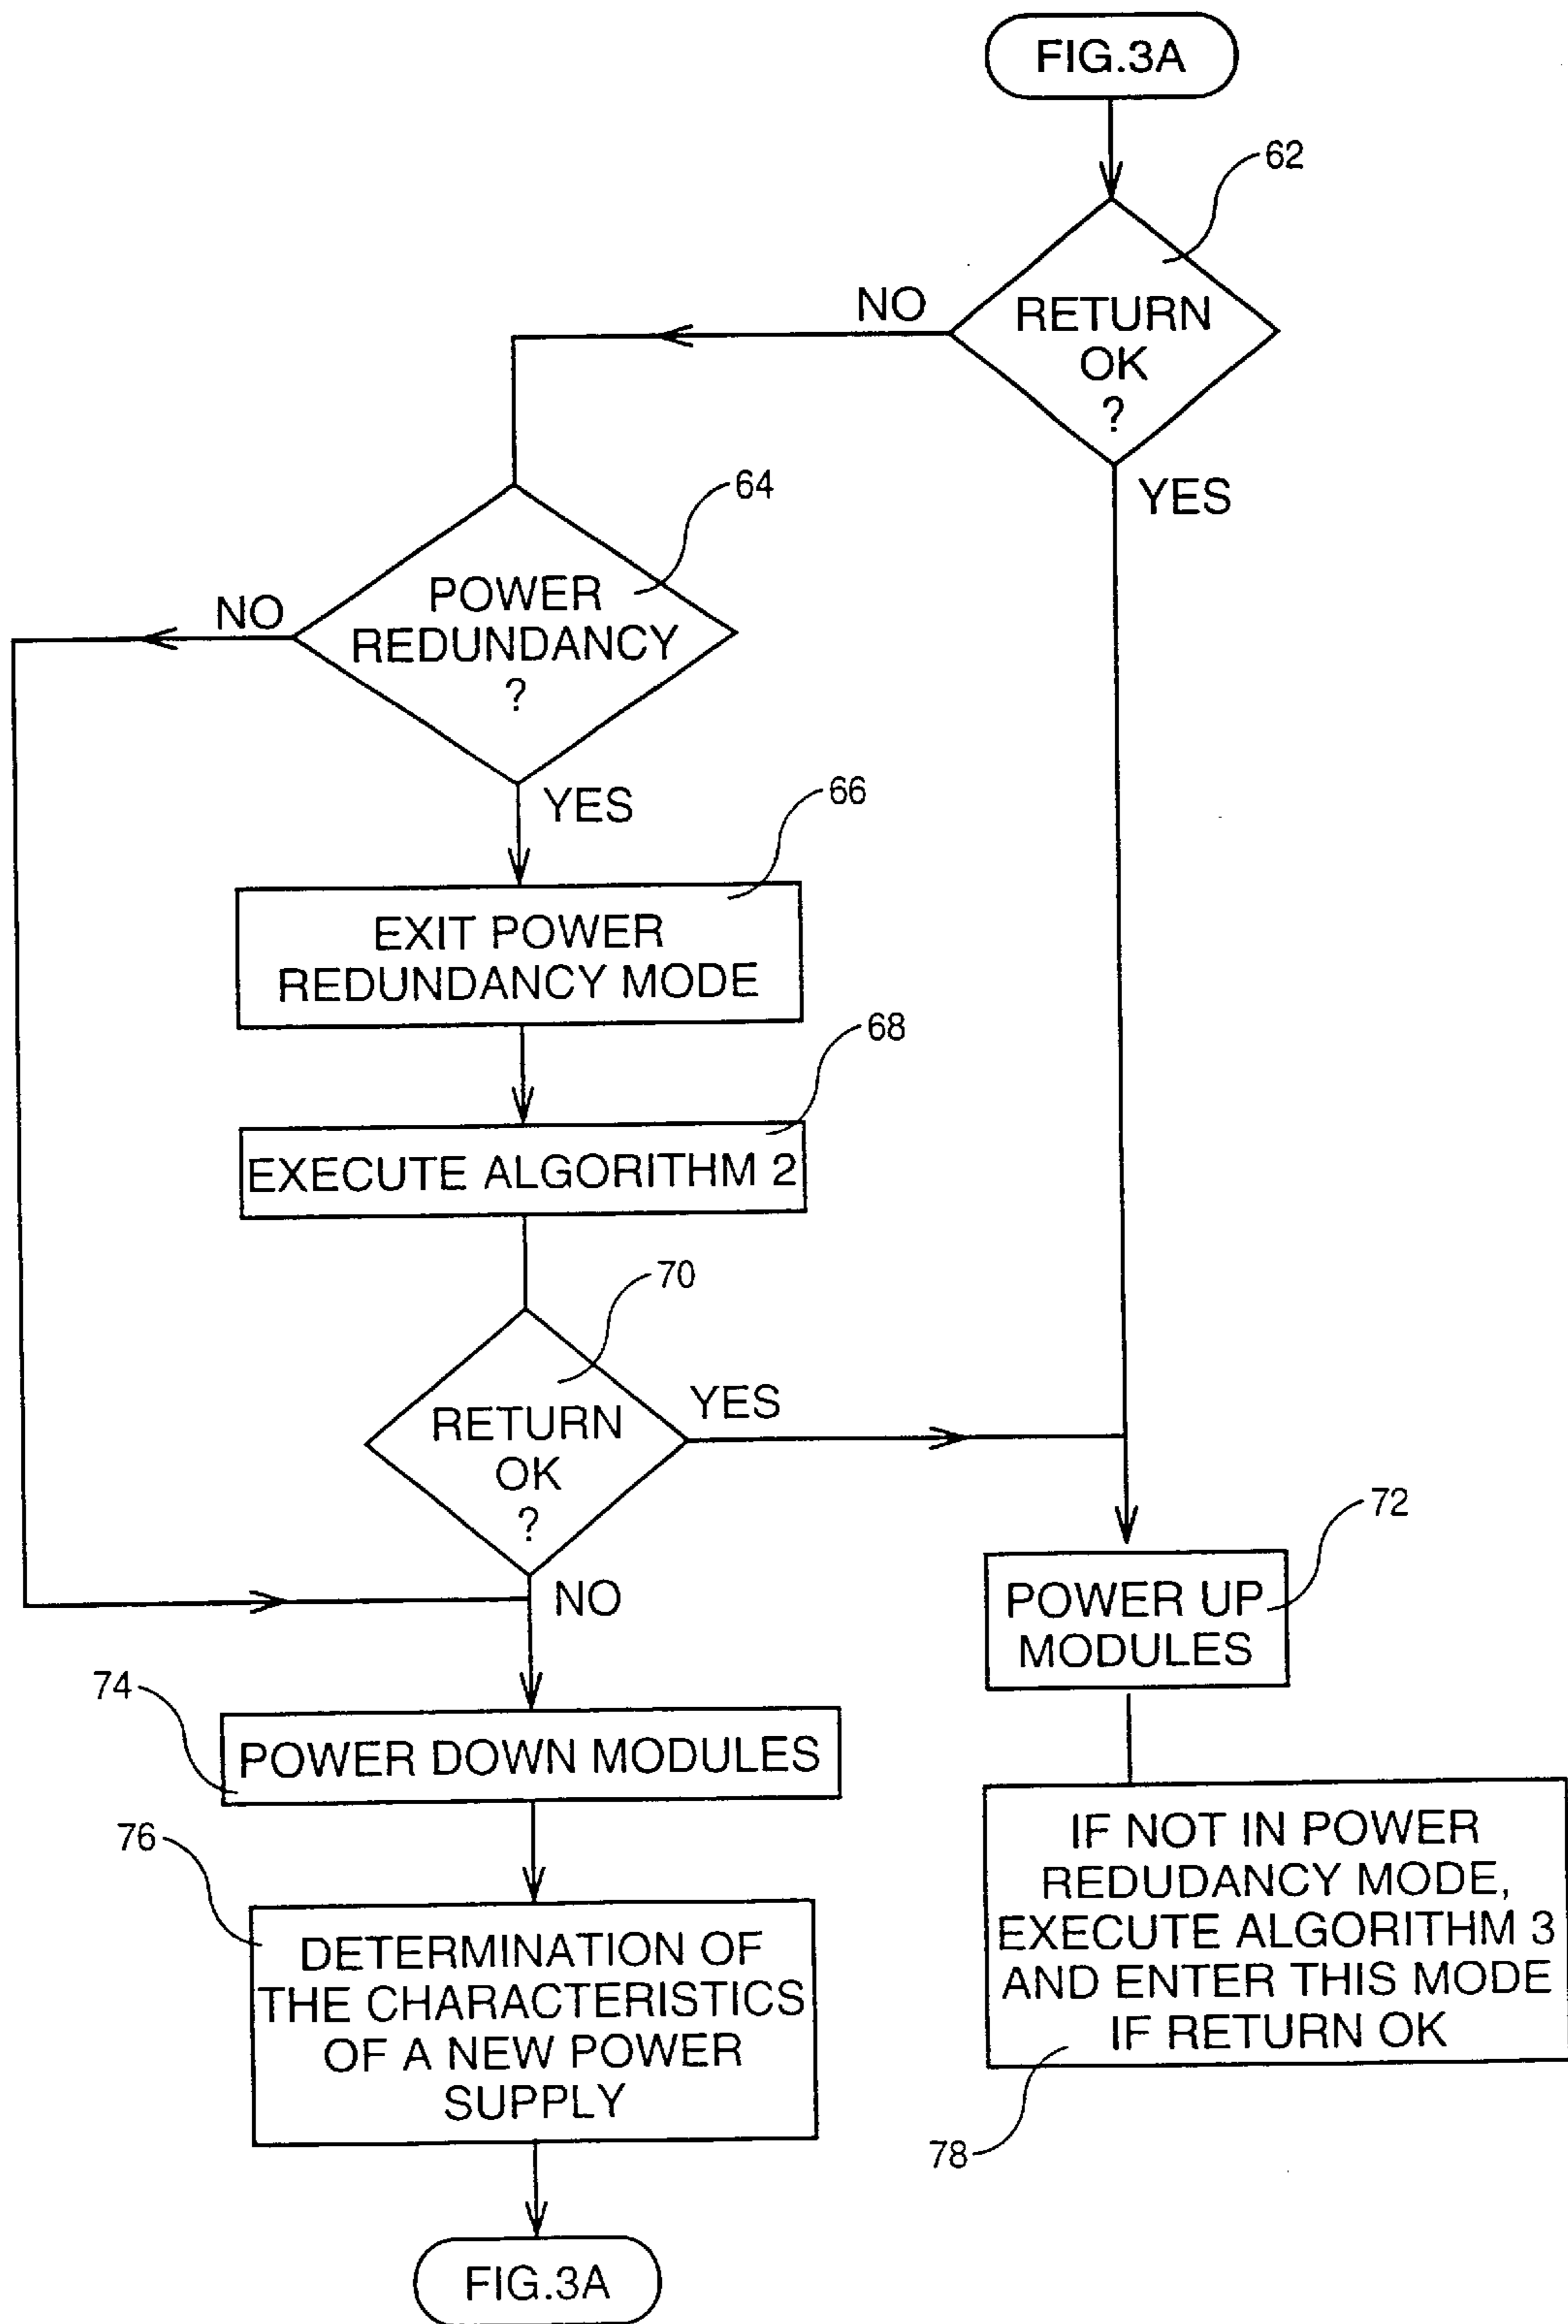 FIG.3A
62
RETURN
OK
?
NO
YES
64
POWER
REDUNDANCY
?
NO
YES
66
EXIT POWER
REDUNDANCY MODE
68
EXECUTE ALGORITHM 2
70
RETURN
OK
?
YES
NO
72
POWER UP
MODULES
74
POWER DOWN MODULES
76
DETERMINATION OF
THE CHARACTERISTICS
OF A NEW POWER
SUPPLY
IF NOT IN POWER
REDUDANCY MODE,
EXECUTE ALGORITHM 3
AND ENTER THIS MODE
IF RETURN OK
78
FIG.3A